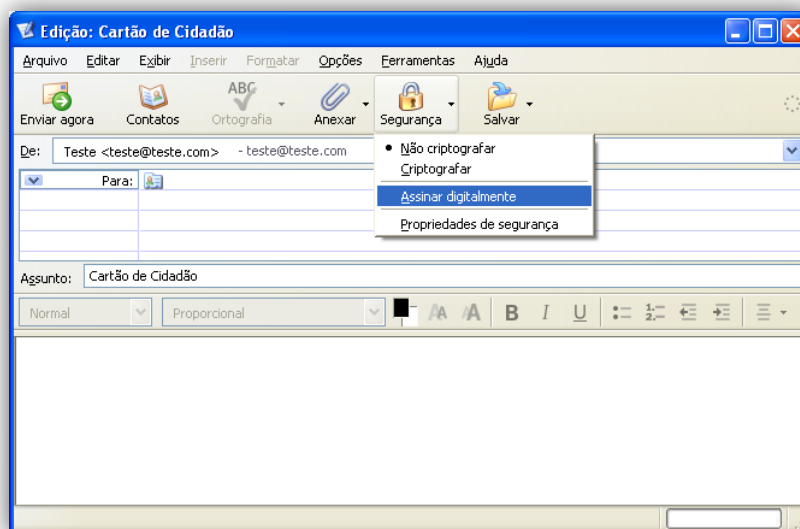 Edição: Cartão de Cidadão
Arquivo Editar Exibir Inserir Formatar Opções Ferramentas Ajuda
ABC
Enviar agora Contatos Ortografia Anexar Segurança Salvar
De: Teste <teste@teste.com> - teste@teste.com
Não criptografar
Criptografar
Assinar digitalmente
Propriedades de segurança
Para:
Assunto: Cartão de Cidadão
Normal Proporcional AA AA B I U